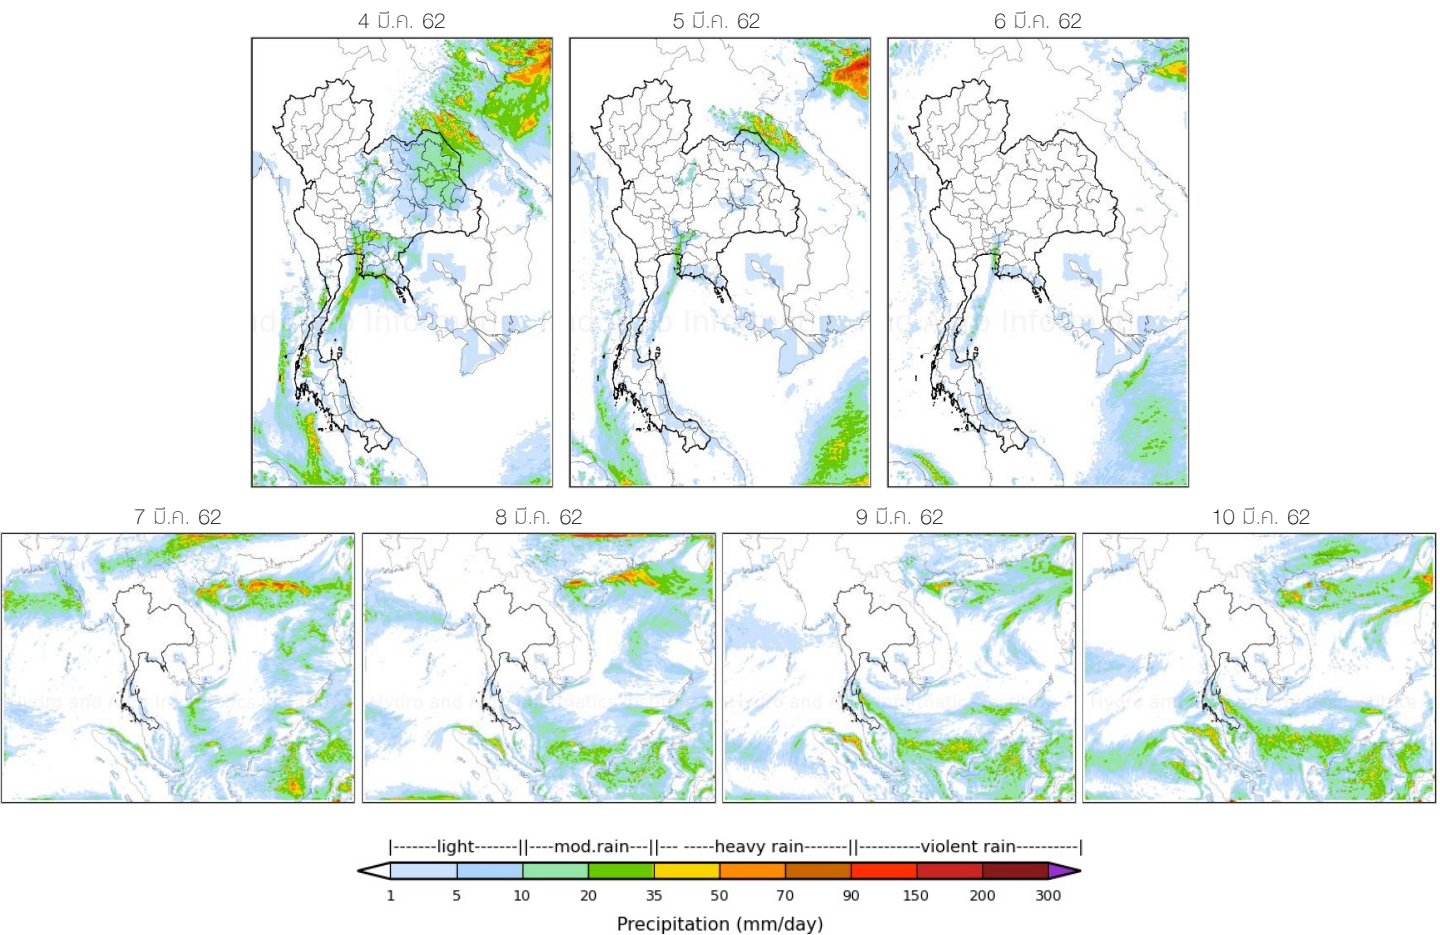 4 มี.ค. 62
5 มี.ค. 62
6 มี.ค. 62
7 มี.ค. 62
8 มี.ค. 62
9 มี.ค. 62
10 มี.ค. 62
|-------light-------||----mod.rain---||--- -----heavy rain-------||----------violent rain-----------|
1 5 10 20 35 50 70 90 150 200 300
Precipitation (mm/day)